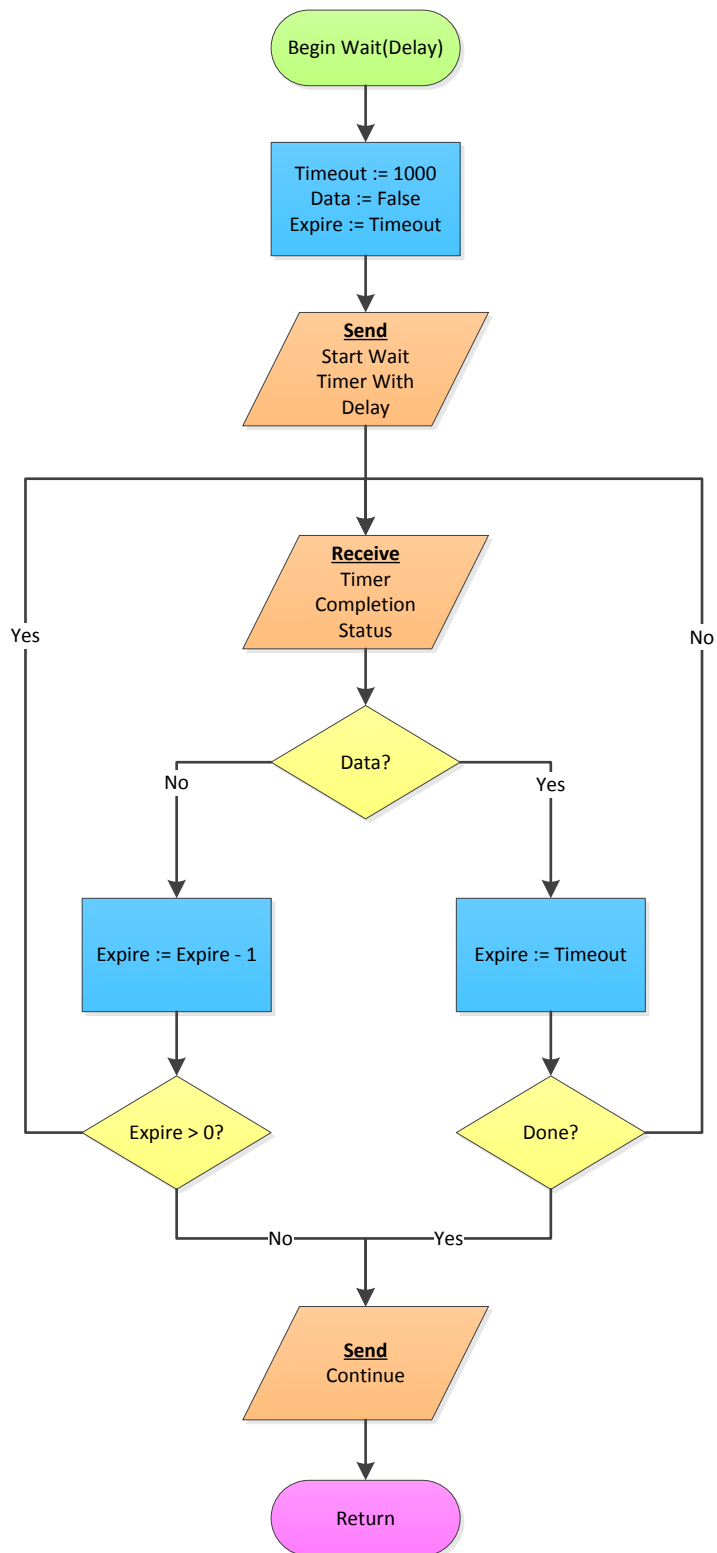 Begin Wait(Delay)
Timeout := 1000
Data := False
Expire := Timeout
Send
Start Wait
Timer With
Delay
Receive
Timer
Completion
Status
Yes
No
Data?
No
Yes
Expire := Expire - 1
Expire := Timeout
Expire > 0?
Done?
No
Yes
Send
Continue
Return